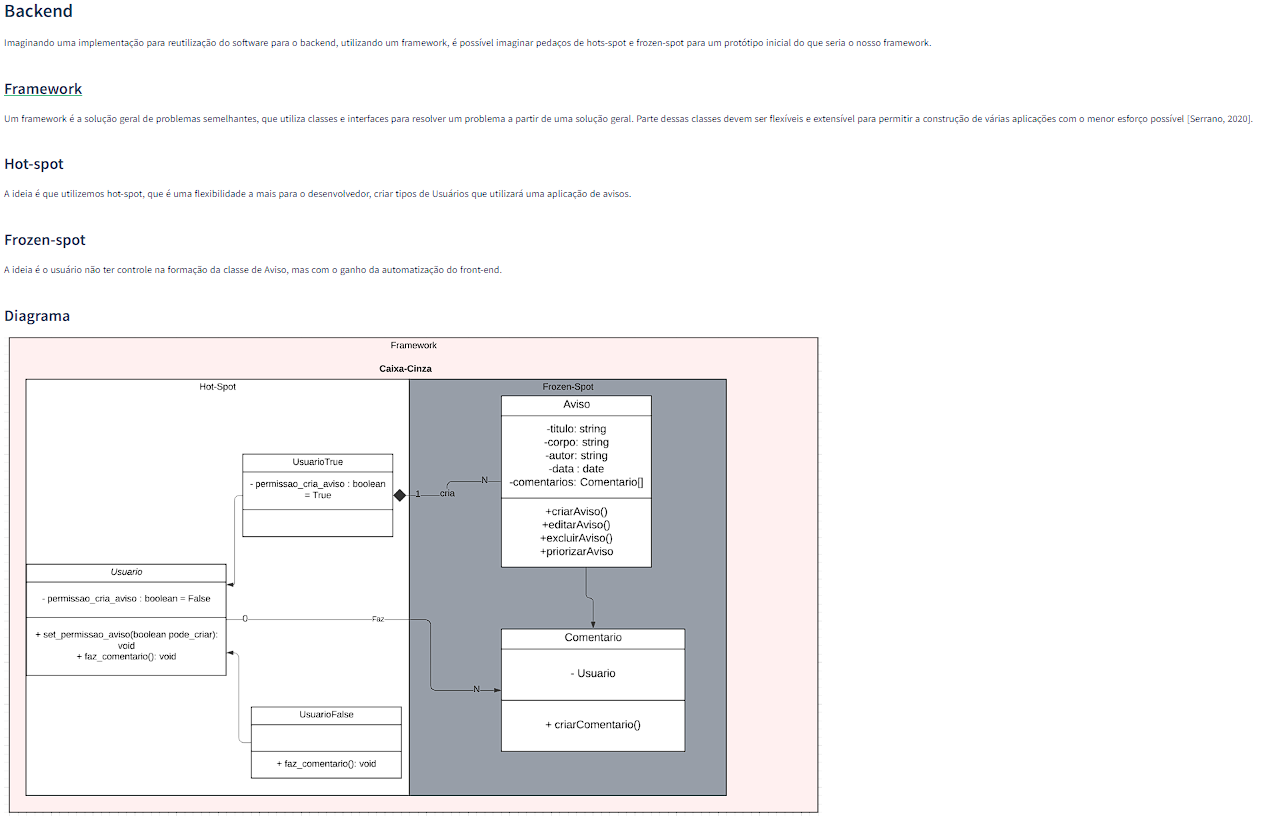 Backend
Imaginando uma implementação para reutilização do software para o backend, utilizando um framework, é possível imaginar pedaços de hots-spot e frozen-spot para um protótipo inicial do que seria o nosso framework.
Framework
Um framework é a solução geral de problemas semelhantes, que utiliza classes e interfaces para resolver um problema a partir de uma solução geral. Parte dessas classes devem ser flexíveis e extensível para permitir a construção de várias aplicações com o menor esforço possível [Serrano, 2020].
Hot-spot
A ideia é que utilizemos hot-spot, que é uma flexibilidade a mais para o desenvolvedor, criar tipos de Usuários que utilizará uma aplicação de avisos.
Frozen-spot
A ideia é o usuário não ter controle na formação da classe de Aviso, mas com o ganho da automatização do front-end.
Diagrama
Framework
Caixa-Cinza
Hot-Spot
Frozen-Spot
Aviso
-titulo: string
-corpo: string
-autor: string
-data : date
-comentarios: Comentario[]
+criarAviso()
+editarAviso()
+excluirAviso()
+priorizarAviso
UsuarioTrue
- permissao_cria_aviso : boolean
= True
1
cria
N
Usuario
- permissao_cria_aviso : boolean = False
+ set_permissao_aviso(boolean pode_criar):
void
+ faz_comentario(): void
0
Faz
N
Comentario
- Usuario
+ criarComentario()
UsuarioFalse
+ faz_comentario(): void